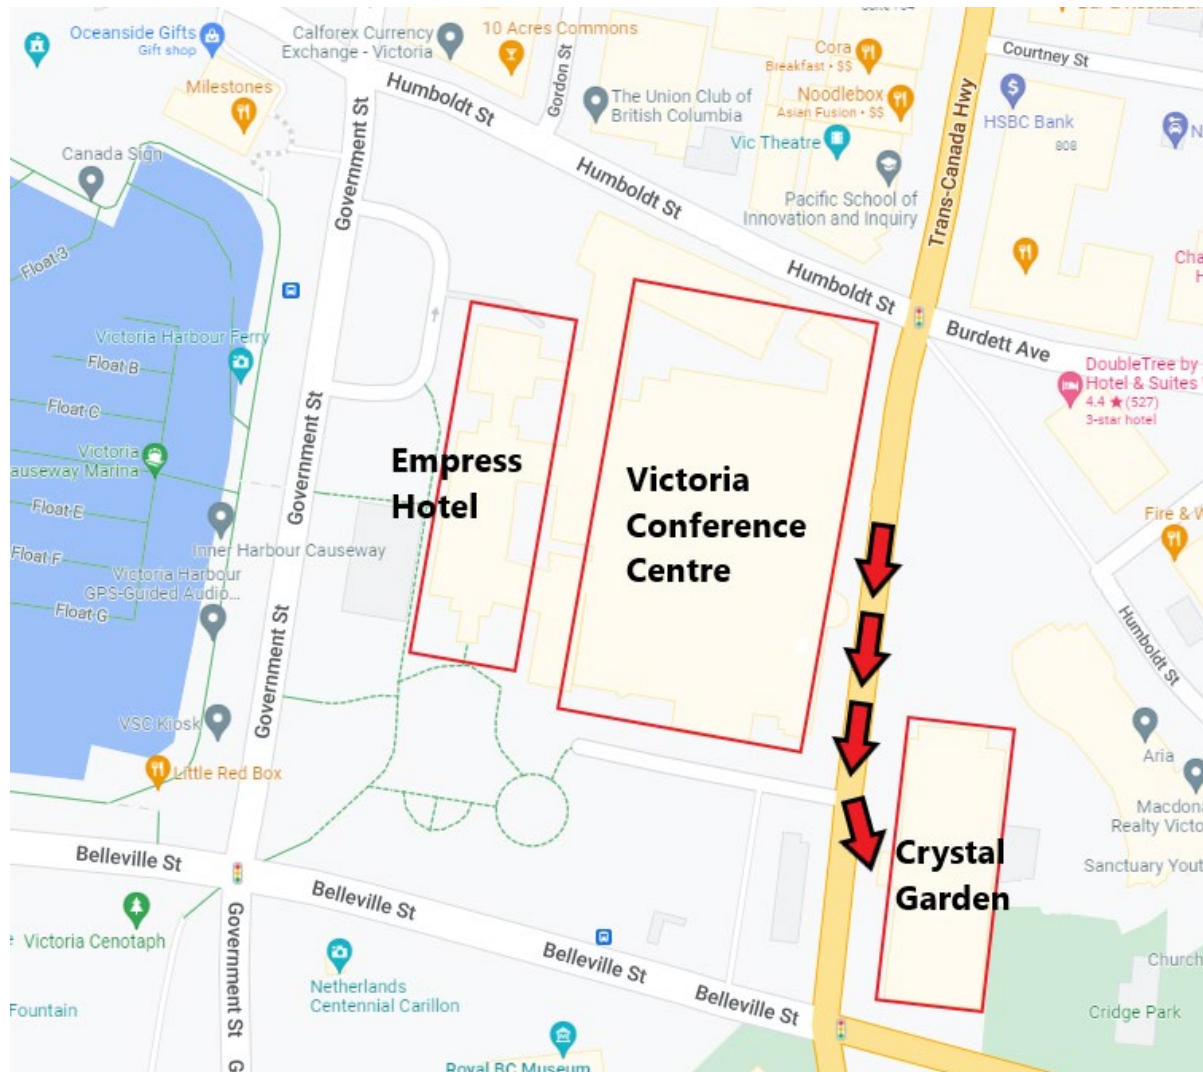 Oceanside Gifts
Gift shop
Calforex Currency
Exchange - Victoria
10 Acres Commons
Gordon St
Cora
Breakfast • $$
Courtney St
Milestones
Humboldt St
The Union Club of
British Columbia
Noodlebox
Asian Fusion • $$
Trans-Canada Hwy
HSBC Bank
808
N
Vic Theatre
Canada Sign
Government St
Humboldt St
Pacific School of
Innovation and Inquiry
Float 3
Humboldt St
Cha
H
Victoria Harbour Ferry
Burdett Ave
Float B
DoubleTree by
Hotel & Suites
4.4 ★ (527)
3-star hotel
Float C
Government St
Victoria
auseway Marina
Empress
Hotel
Victoria
Conference
Centre
Float E
Fire & W
Inner Harbour Causeway
Float F
Victoria Harbour
GPS-Guided Audio...
Float G
Government St
Humboldt St
VSC Kiosk
Aria
Little Red Box
Macdona
Realty Victo
Belleville St
Crystal
Garden
Sanctuary Yout
Belleville St
Victoria Cenotaph
Government St
Belleville St
Church
Netherlands
Centennial Carillon
Belleville St
Fountain
Cridge Park
Royal BC Museum
G